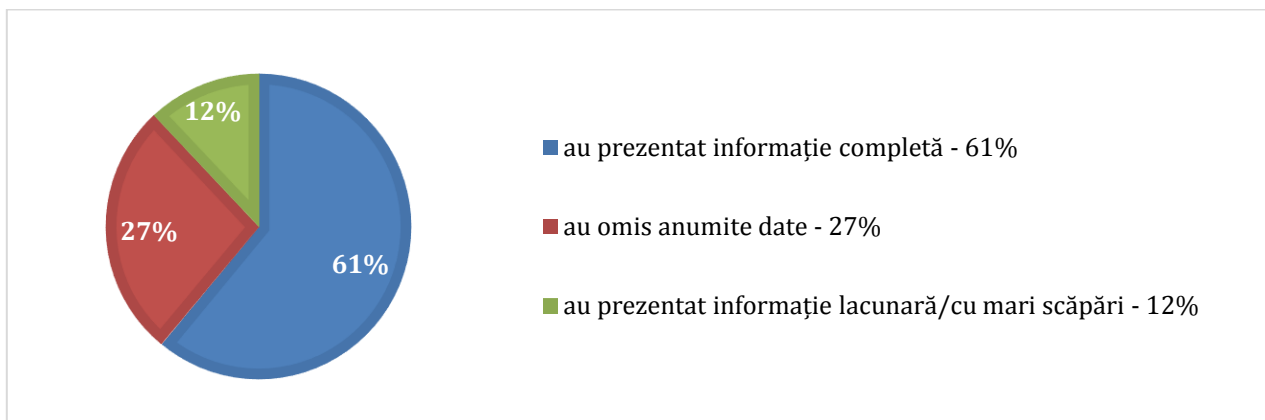 12%
27%
61%
au prezentat informație completă - 61%
au omis anumite date - 27%
au prezentat informație lacunară/cu mari scăpări - 12%